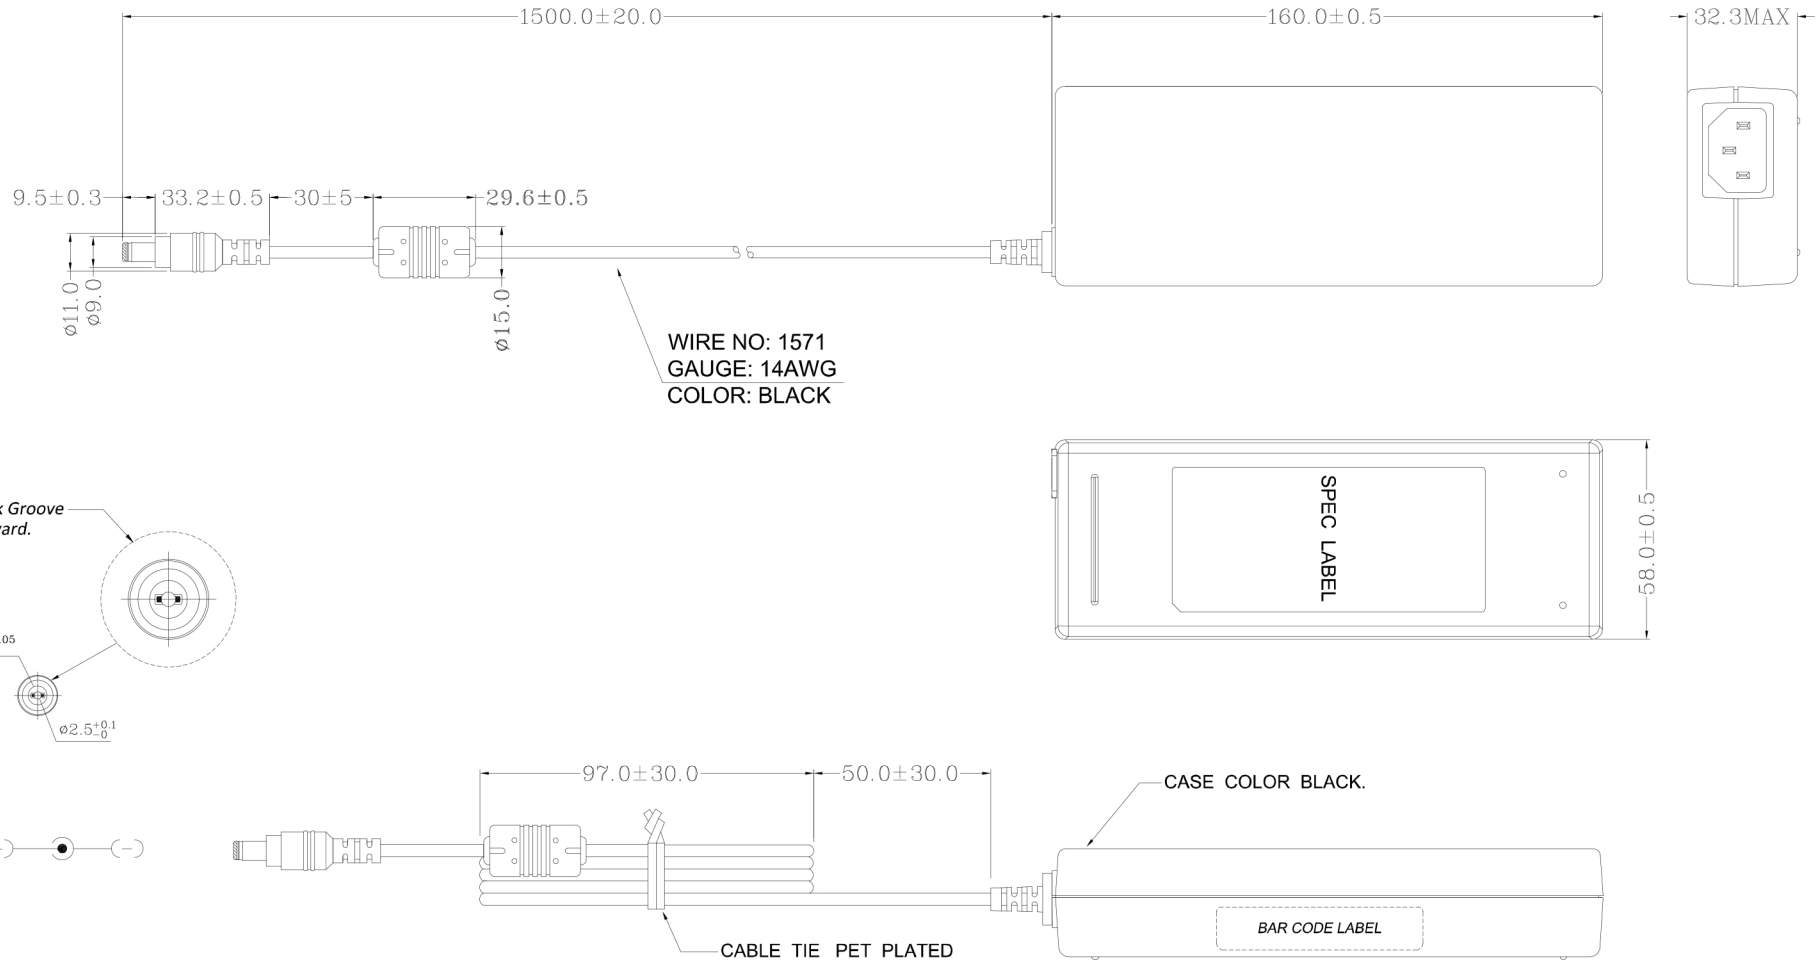 1500.0±20.0
160.0±0.5
32.3MAX
9.5±0.3
33.2±0.5
30±5
29.6±0.5
ø11.0
ø9.0
ø15.0
WIRE NO: 1571
GAUGE: 14AWG
COLOR: BLACK
SPEC LABEL
58.0±0.5
Groove
ø2.5+0.1
-0
97.0±30.0
50.0±30.0
CASE COLOR BLACK.
BAR CODE LABEL
CABLE TIE PET PLATED